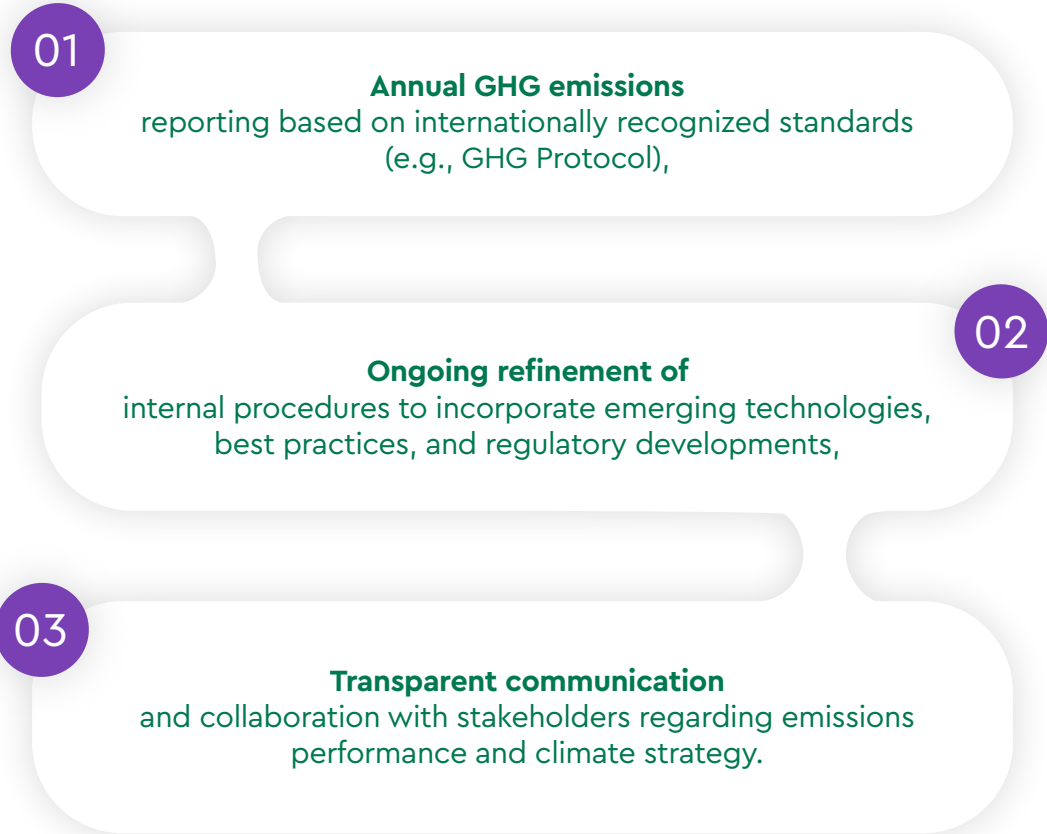 01
Annual GHG emissions
reporting based on internationally recognized standards
(e.g., GHG Protocol),
02
Ongoing refinement of
internal procedures to incorporate emerging technologies,
best practices, and regulatory developments,
03
Transparent communication
and collaboration with stakeholders regarding emissions
performance and climate strategy.